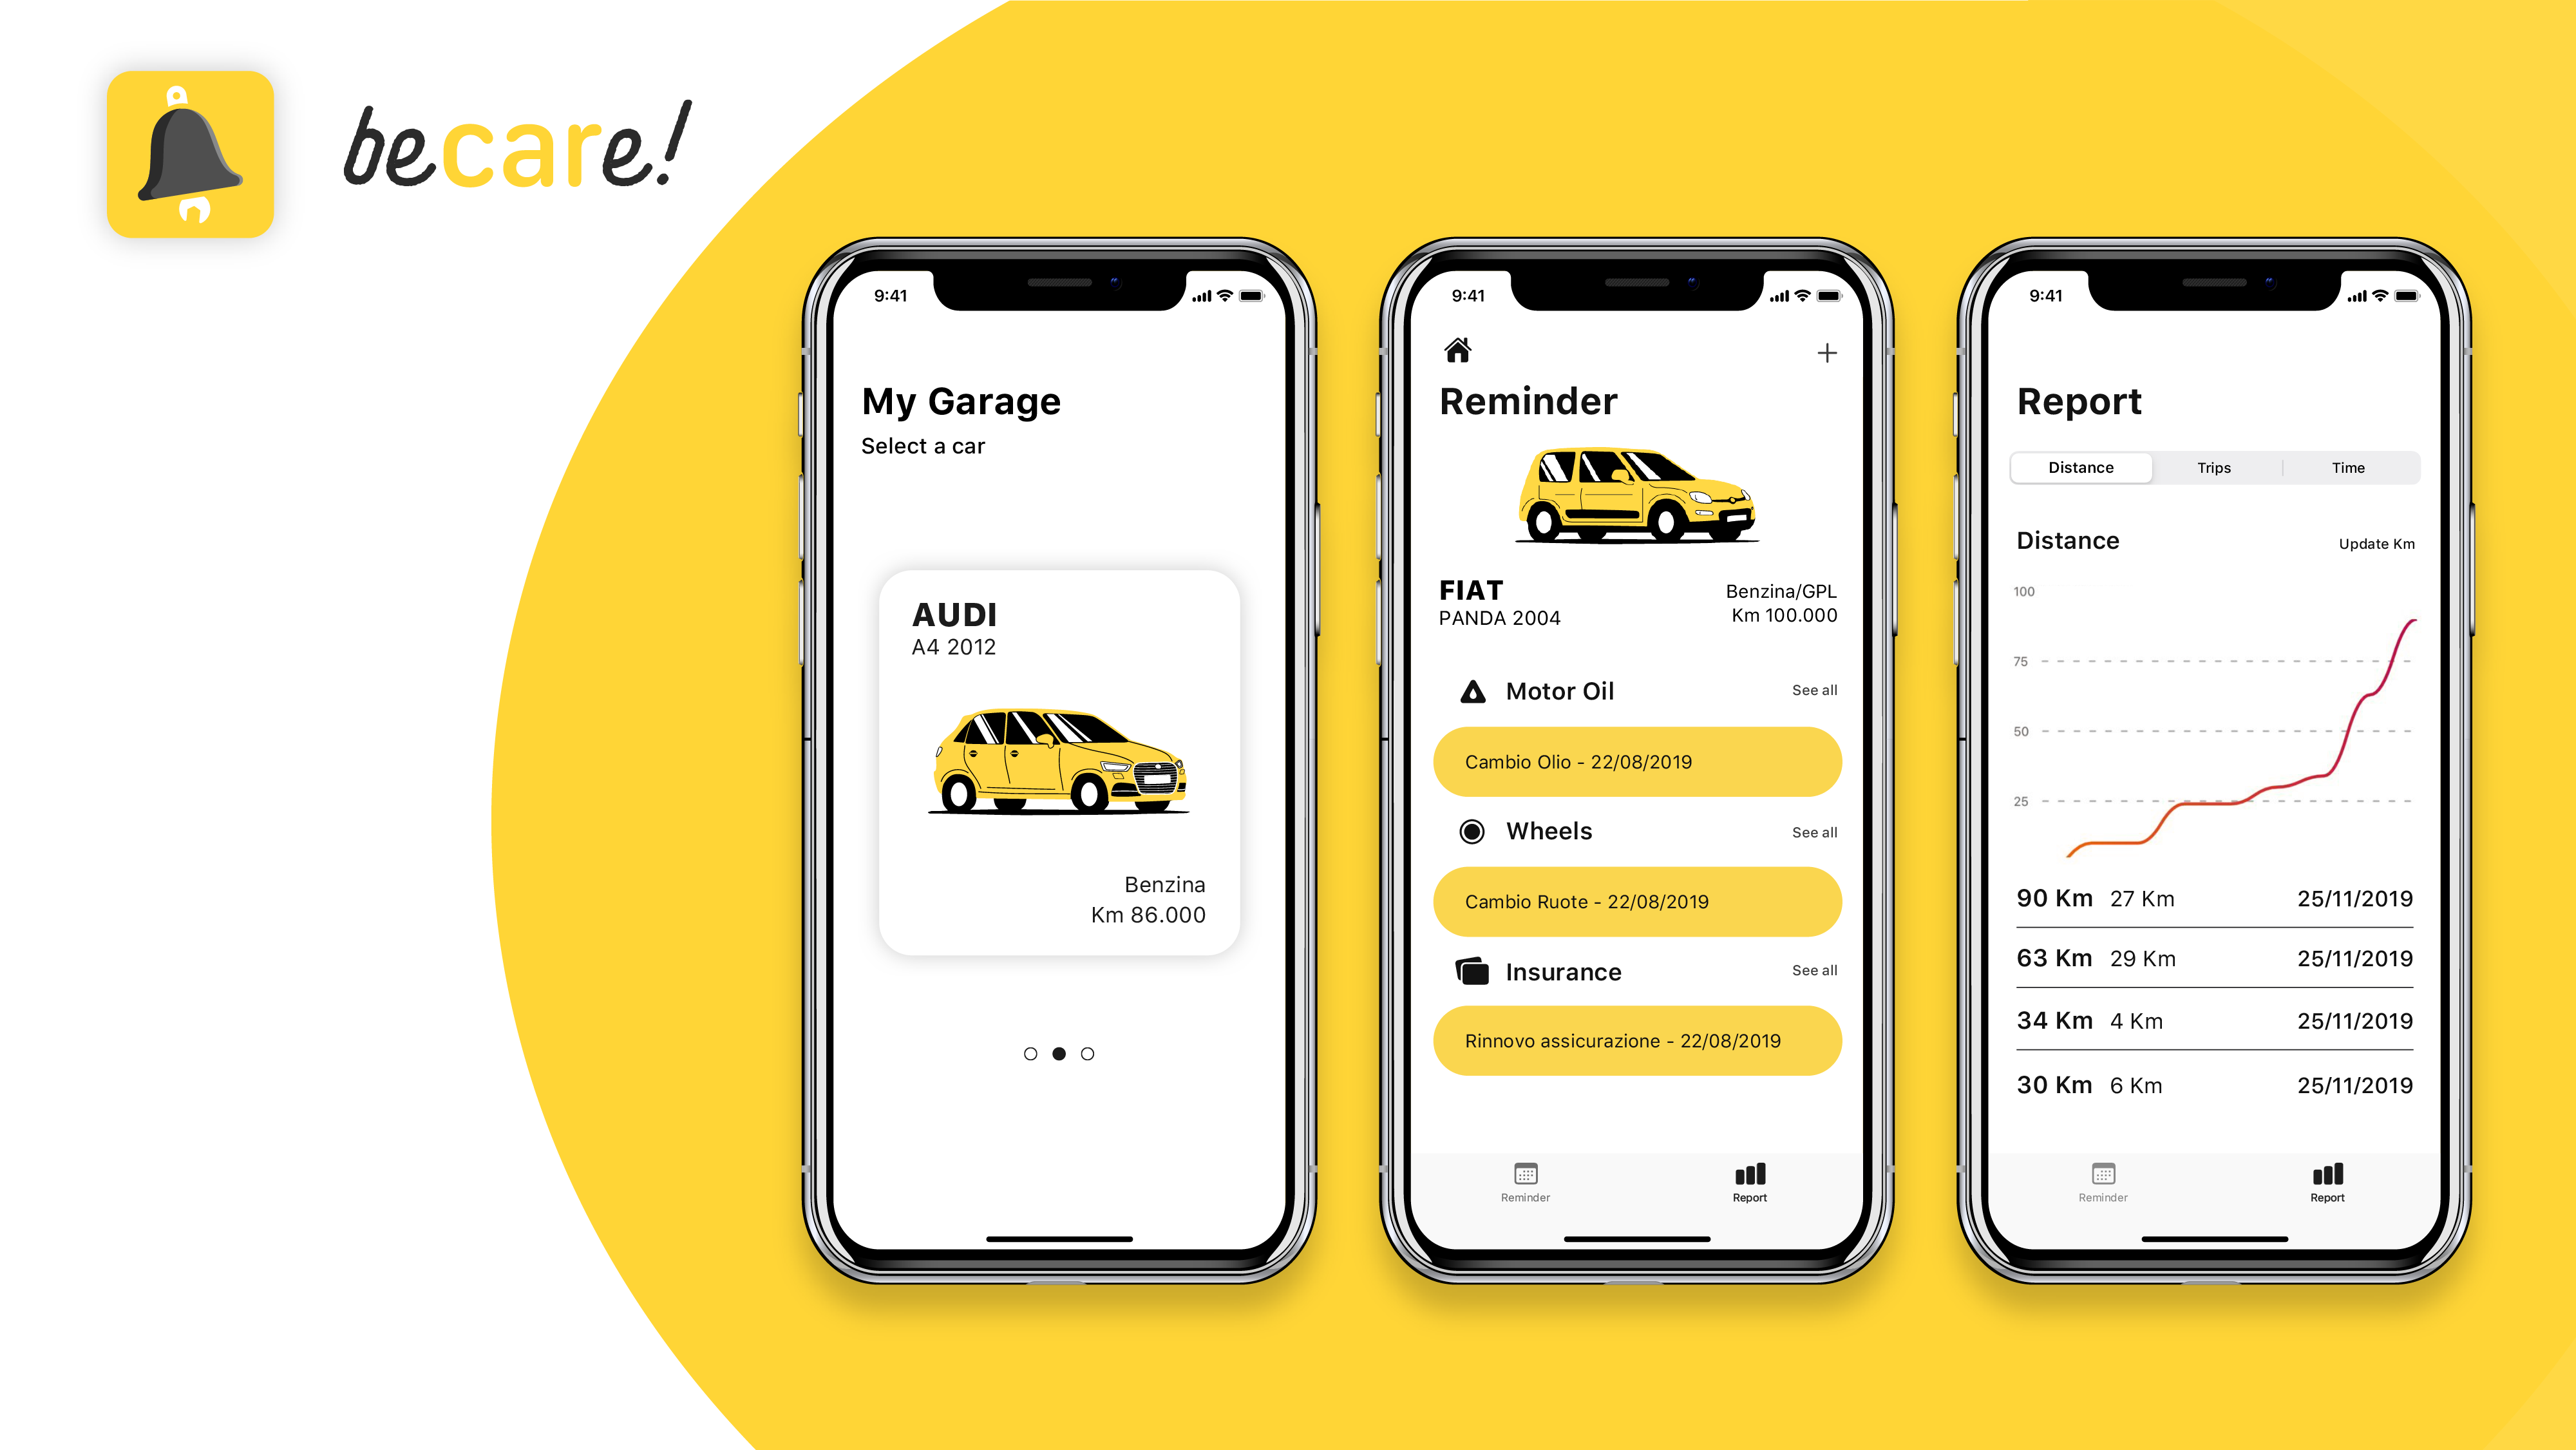 becare!
9:41
My Garage
Select a car
AUDI
A4 2012
Benzina
Km 86.000
9:41
Reminder
FIAT
PANDA 2004
Benzina/GPL
Km 100.000
Motor Oil See all
Cambio Olio - 22/08/2019
Wheels See all
Cambio Ruote - 22/08/2019
Insurance See all
Rinnovo assicurazione - 22/08/2019
Reminder Report
9:41
Report
Distance Trips Time
Distance Update Km
100
75
50
25
90 Km 27 Km 25/11/2019
63 Km 29 Km 25/11/2019
34 Km 4 Km 25/11/2019
30 Km 6 Km 25/11/2019
Reminder Report